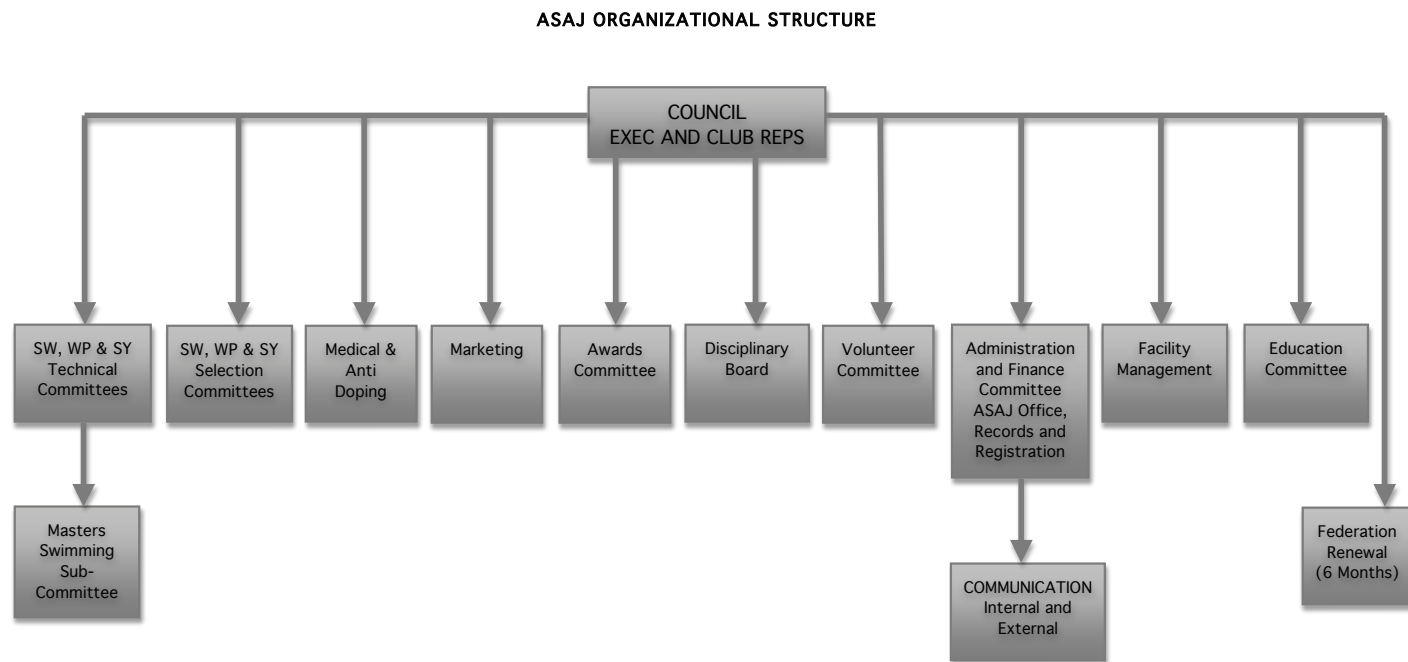 ASAJ ORGANIZATIONAL STRUCTURE
COUNCIL
EXEC AND CLUB REPS
SW, WP & SY
Technical
Committees
SW, WP & SY
Selection
Committees
Medical &
Anti
Doping
Marketing
Awards
Committee
Disciplinary
Board
Volunteer
Committee
Administration
and Finance
Committee
ASAJ Office,
Records and
Registration
Facility
Management
Education
Committee
Masters
Swimming
Sub-
Committee
COMMUNICATION
Internal and
External
Federation
Renewal
(6 Months)